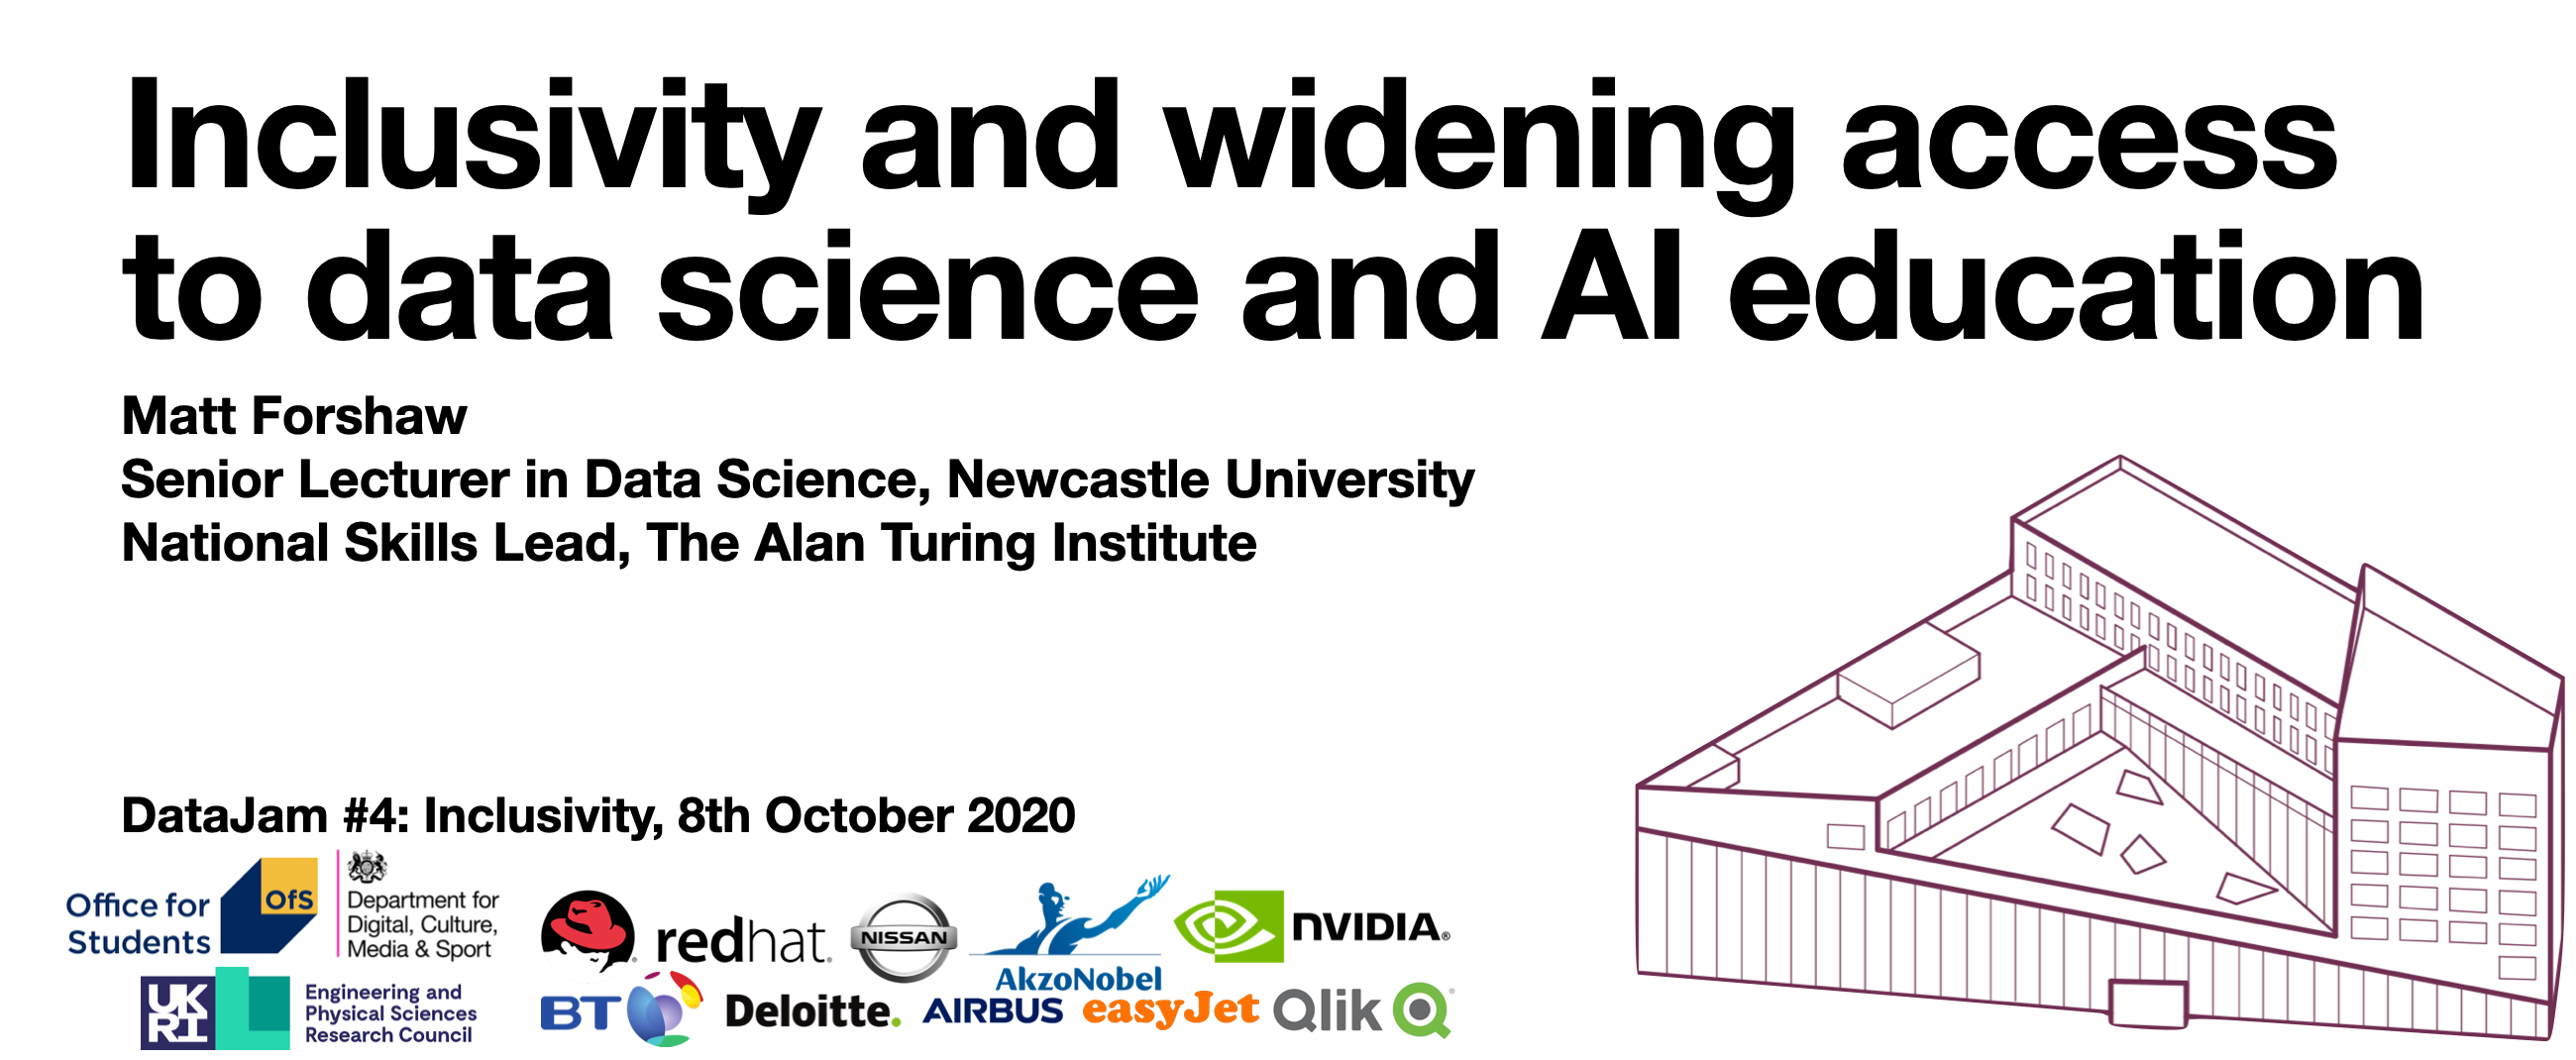 Inclusivity and widening access
to data science and AI education
Matt Forshaw
Senior Lecturer in Data Science, Newcastle University
National Skills Lead, The Alan Turing Institute
DataJam #4: Inclusivity, 8th October 2020
Office for
Students
OfS
Department for
Digital, Culture,
Media & Sport
redhat.
NISSAN
AkzoNobel
NVIDIA®
UK
RI
Engineering and
Physical Sciences
Research Council
BT
Deloitte.
AIRBUS
easyJet
Qlik